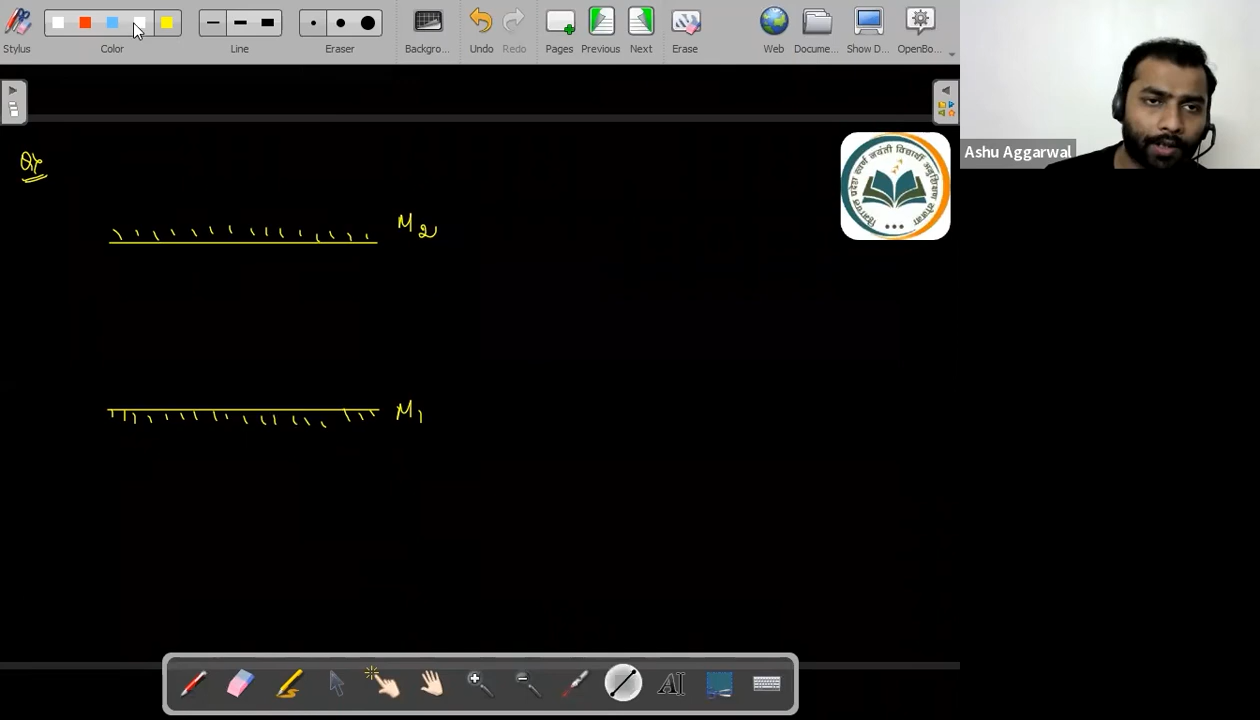 Stylus
Color
Line
Eraser
Backgro...
Undo
Redo
Pages
Previous
Next
Erase
Web
Docume...
Show D...
OpenBo...
Ashu Aggarwal
M2
M1